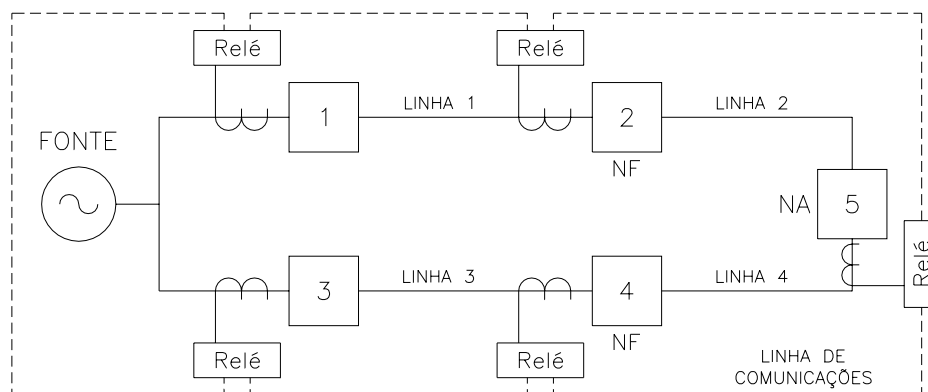 Relé
Relé
1
LINHA 1
2
LINHA 2
FONTE
NF
NA
5
Relé
3
LINHA 3
4
LINHA 4
NF
Relé
Relé
LINHA DE
COMUNICAÇÕES